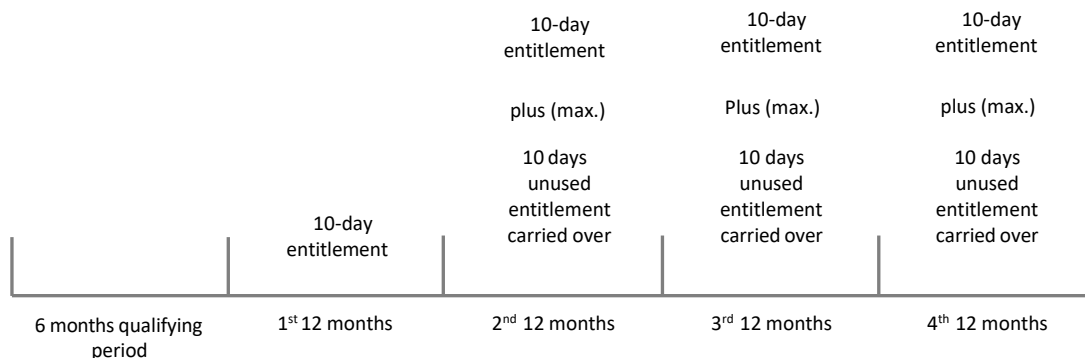 10-day
entitlement
plus (max.)
10 days
unused
entitlement
carried over
10-day
entitlement
Plus (max.)
10 days
unused
entitlement
carried over
10-day
entitlement
plus (max.)
10 days
unused
entitlement
carried over
10-day
entitlement
6 months qualifying
period
1st 12 months
2nd 12 months
3rd 12 months
4th 12 months